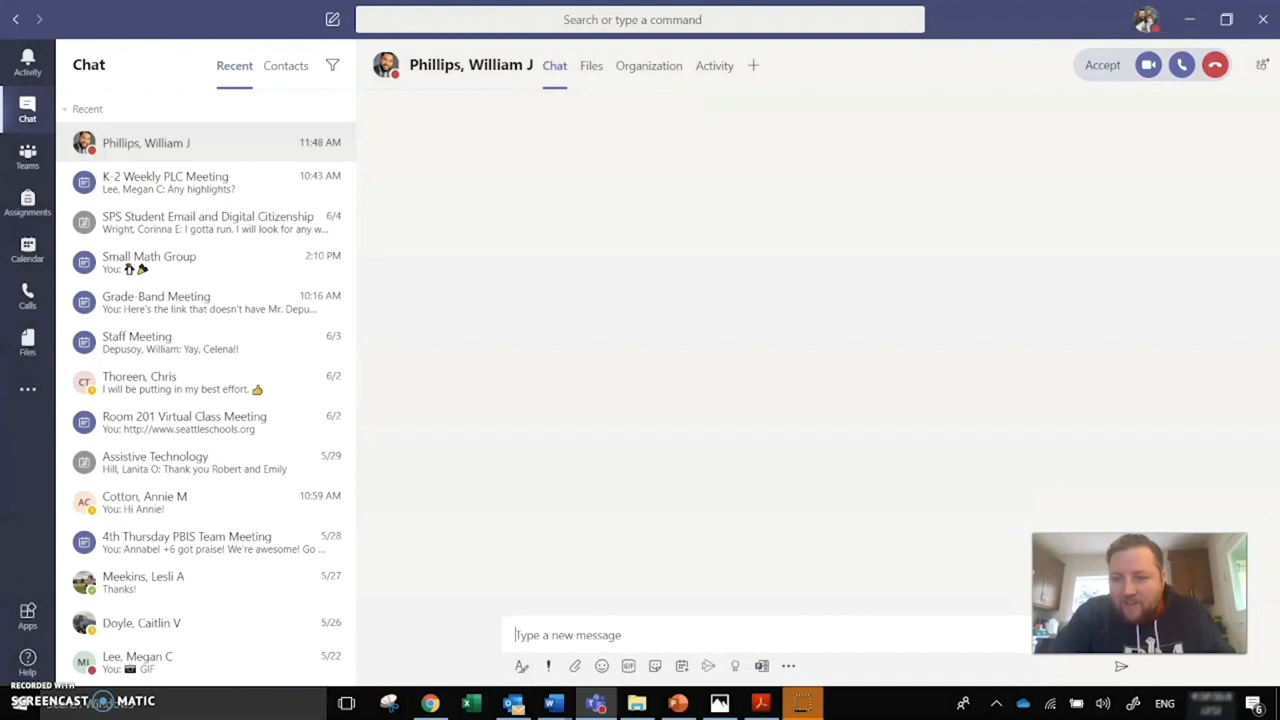 Search or type a command
Activity
Chat
Teams
Assignments
Calendar
Calls
Files
Apps
Help
Chat
Recent
Contacts
Recent
Phillips, William J
11:48 AM
K-2 Weekly PLC Meeting
10:43 AM
Lee, Megan C: Any highlights?
SPS Student Email and Digital Citizenship
6/4
Wright, Corinna E: I gotta run. I will look for any w...
Small Math Group
2:10 PM
You:
Grade-Band Meeting
10:16 AM
You: Here's the link that doesn't have Mr. Depu...
Staff Meeting
6/3
Depusoy, William: Yay, Celena!!
CT
Thoreen, Chris
6/2
I will be putting in my best effort. 👍
Room 201 Virtual Class Meeting
6/2
You: http://www.seattleschools.org
Assistive Technology
5/29
Hill, Lanita O: Thank you Robert and Emily
AC
Cotton, Annie M
10:59 AM
You: Hi Annie!
4th Thursday PBIS Team Meeting
5/28
You: Annabel +6 got praise! We're awesome! Go ...
Meekins, Lesli A
5/27
Thanks!
Doyle, Caitlin V
5/26
MI
Lee, Megan C
5/22
You: 📷 GIF
Phillips, William J
Chat
Files
Organization
Activity
Accept
Type a new message
GIF
RECORDED WITH
SCREENCAST MATIC
ENG
6